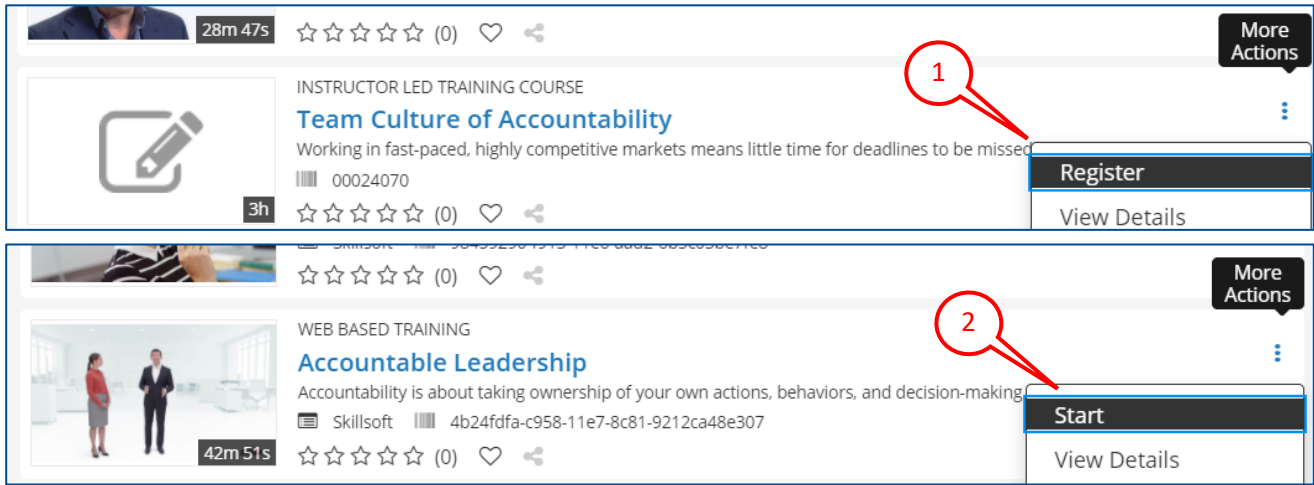 28m 47s
(0)
More
Actions
1
INSTRUCTOR LED TRAINING COURSE
Team Culture of Accountability
Working in fast-paced, highly competitive markets means little time for deadlines to be missed
00024070
3h
(0)
Register
View Details
Skillsoft
(0)
More
Actions
2
WEB BASED TRAINING
Accountable Leadership
Accountability is about taking ownership of your own actions, behaviors, and decision-making
Skillsoft 4b24fdfa-c958-11e7-8c81-9212ca48e307
42m 51s
(0)
Start
View Details